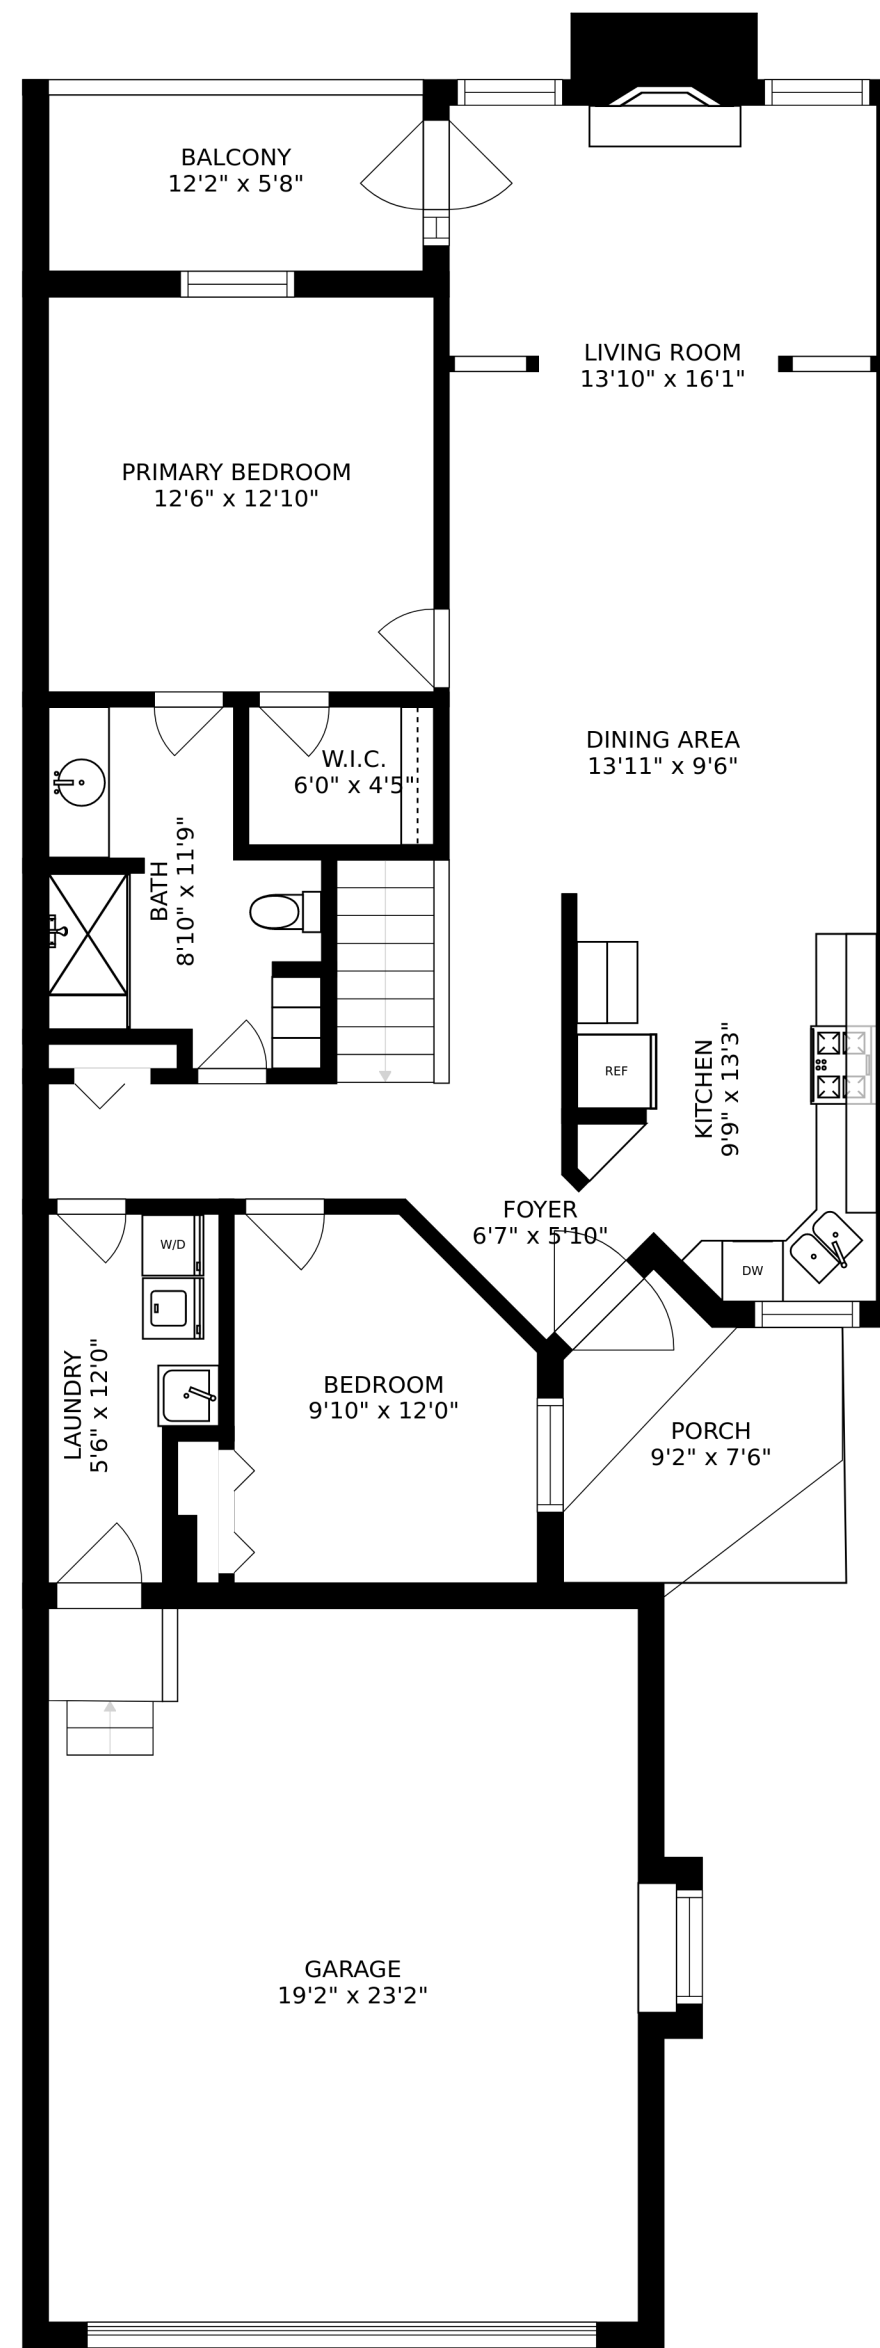 BALCONY
12'2" x 5'8"
LIVING ROOM
13'10" x 16'1"
PRIMARY BEDROOM
12'6" x 12'10"
DINING AREA
13'11" x 9'6"
W.I.C.
6'0" x 4'5"
BATH
8'10" x 11'9"
REF
KITCHEN
9'9" x 13'3"
FOYER
6'7" x 5'10"
W/D
DW
LAUNDRY
5'6" x 12'0"
BEDROOM
9'10" x 12'0"
PORCH
9'2" x 7'6"
GARAGE
19'2" x 23'2"